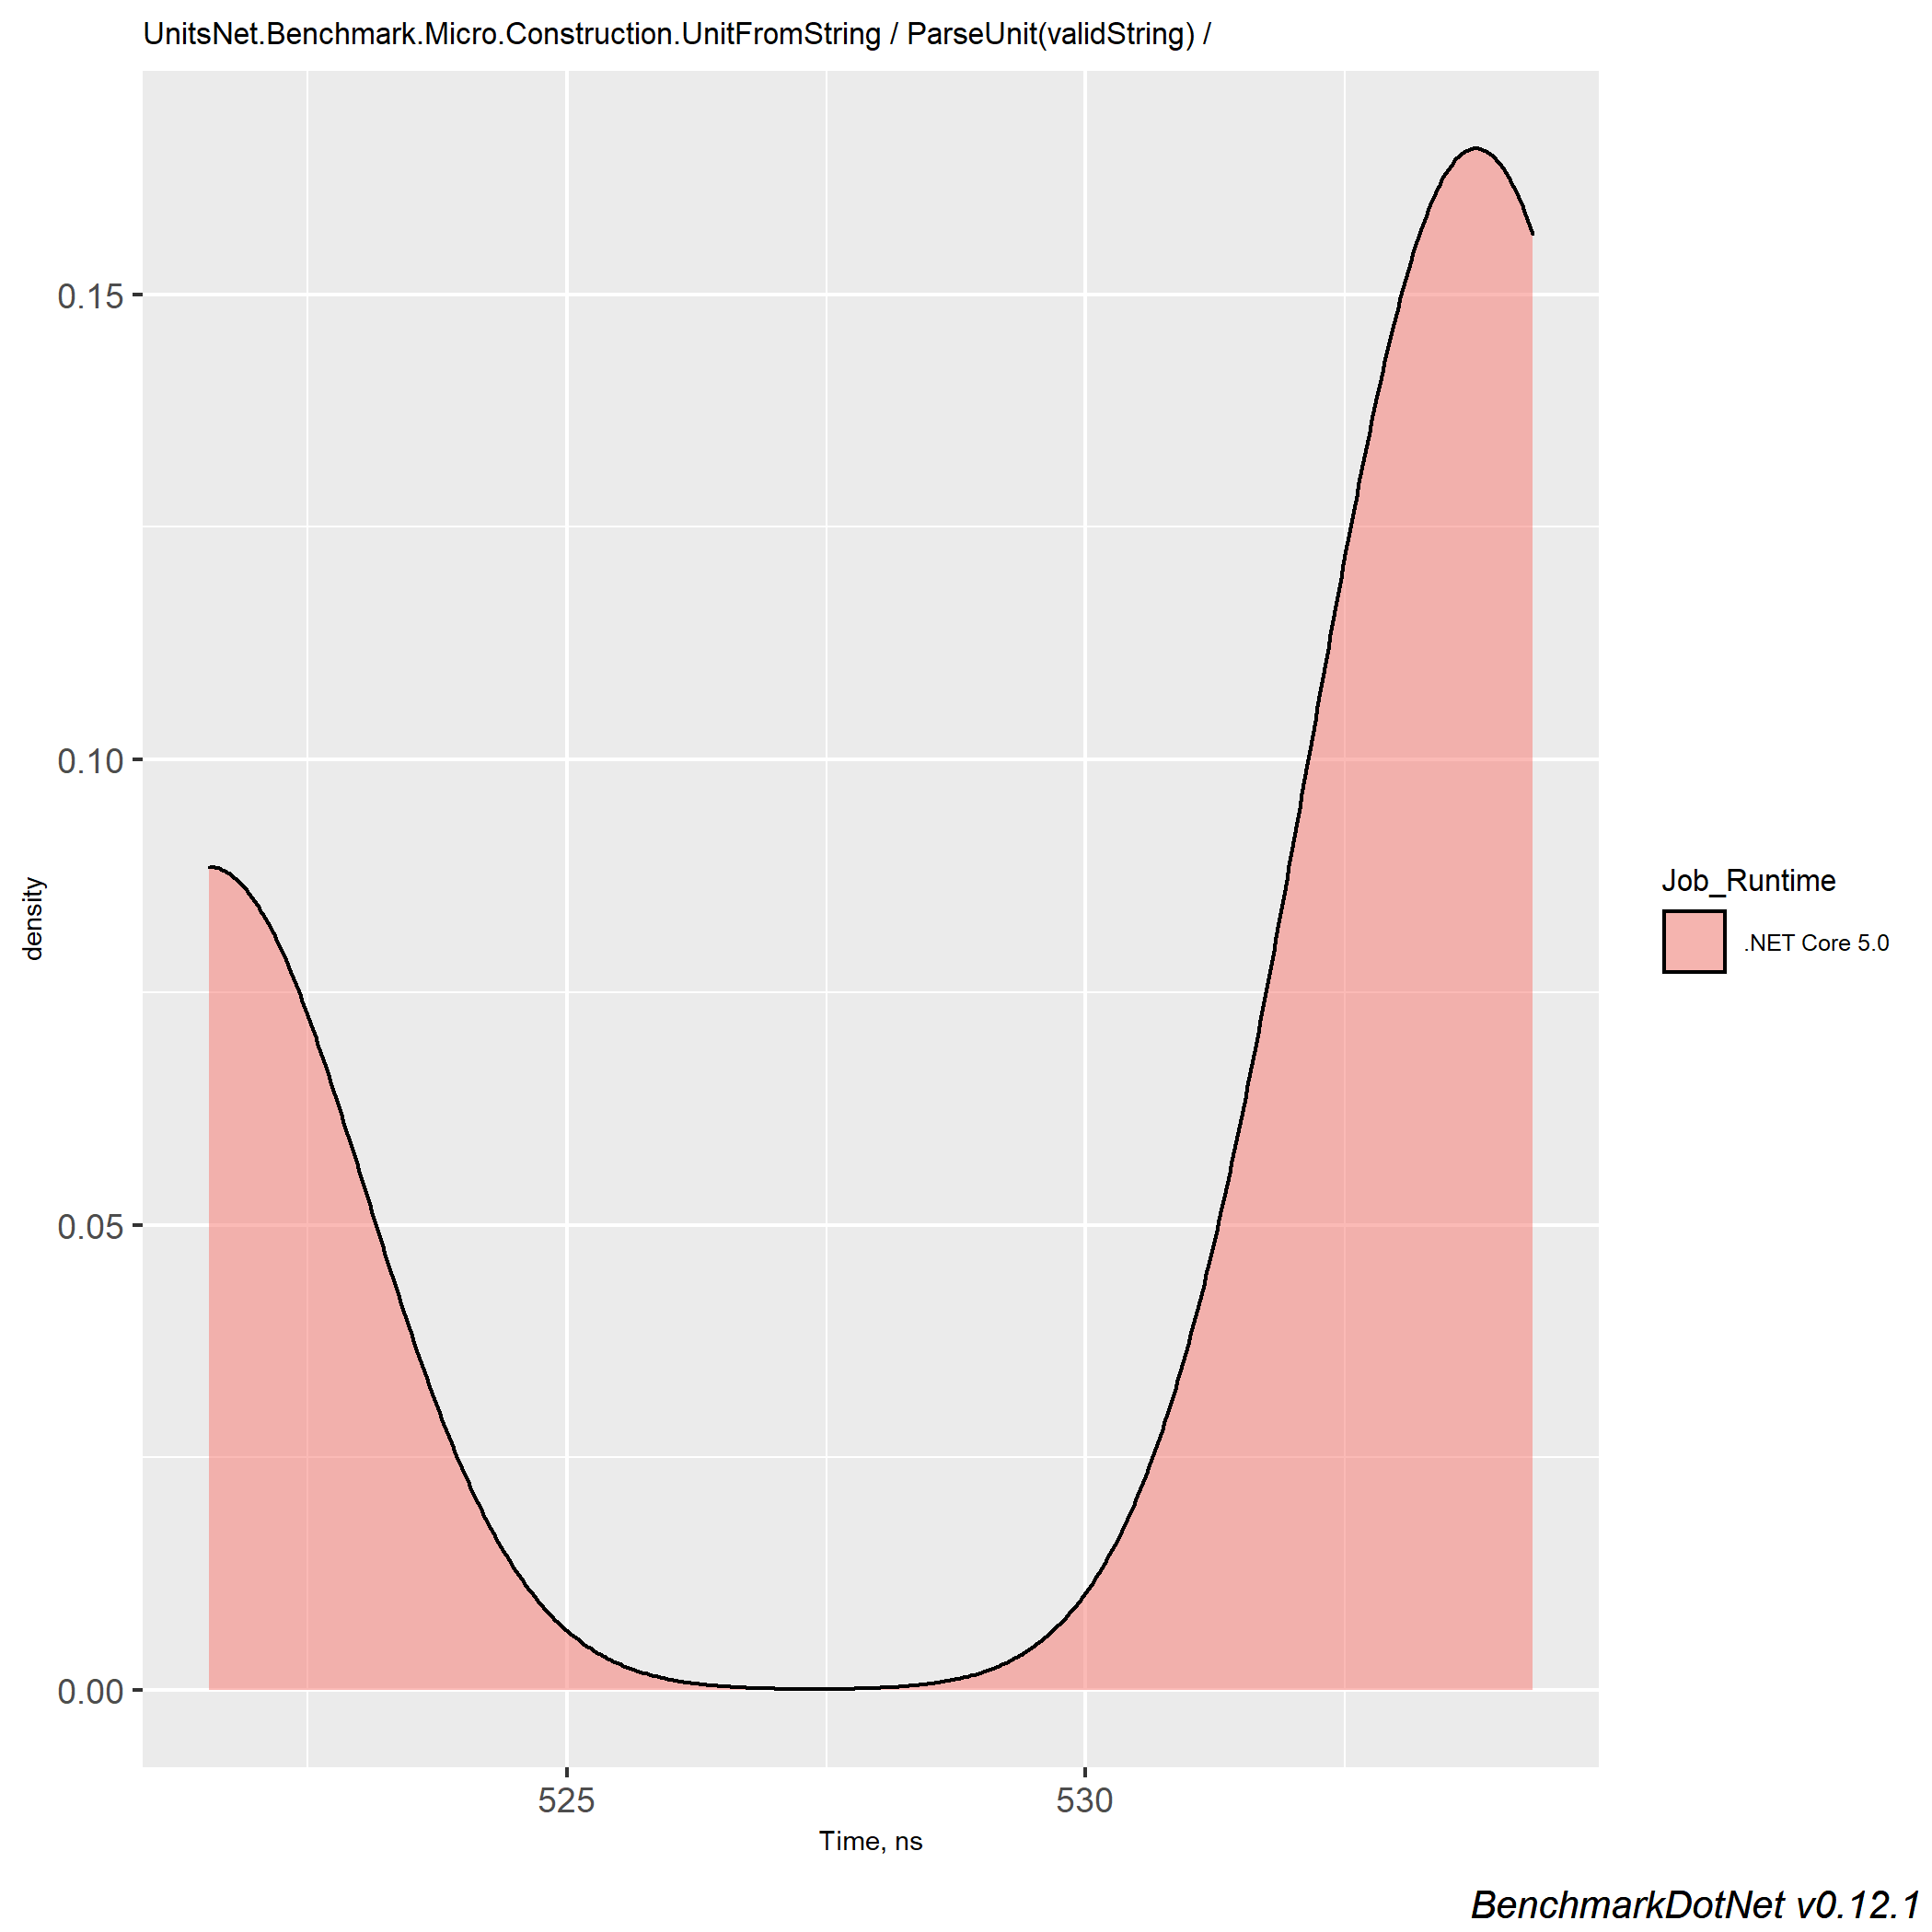 UnitsNet.Benchmark.Micro.Construction.UnitFromString / ParseUnit(validString) /
0.15
0.10
0.05
0.00
density
525
530
Time, ns
Job_Runtime
.NET Core 5.0
BenchmarkDotNet v0.12.1